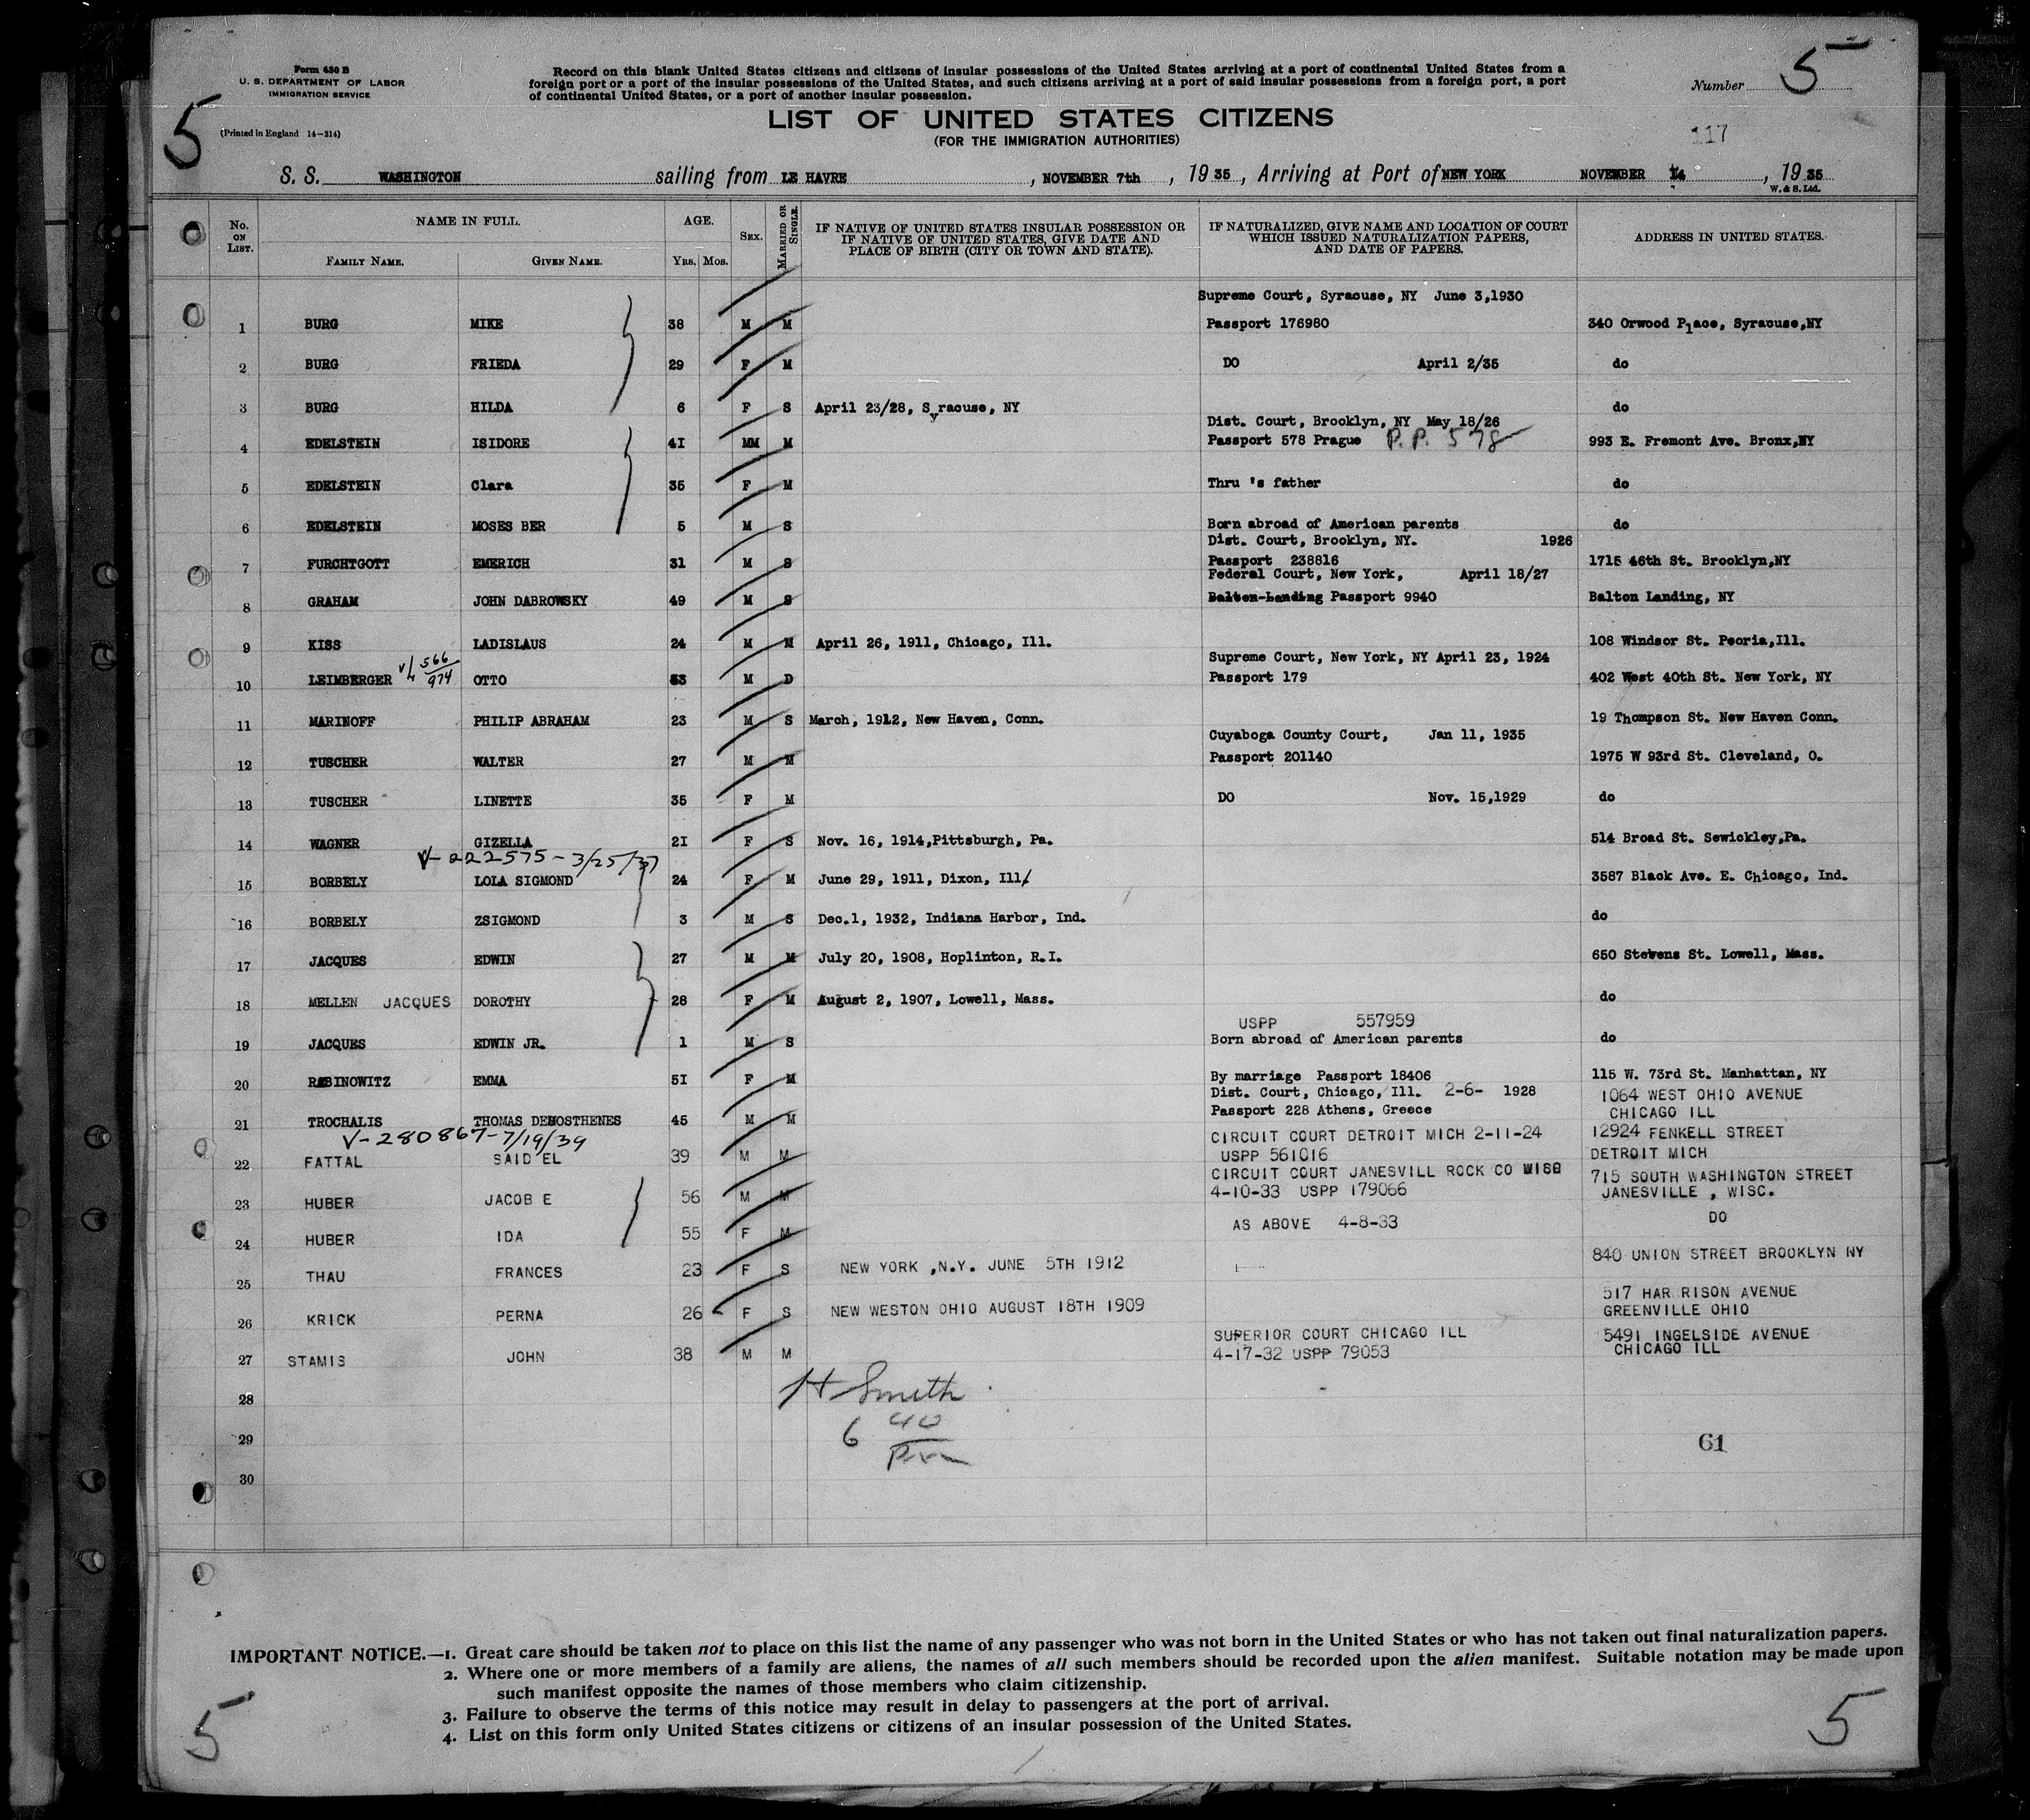 Form 630 B
U. S. DEPARTMENT OF LABOR
IMMIGRATION SERVICE
(Printed in England 14—214)
5
Record on this blank United States citizens and citizens of insular possessions of the United States arriving at a port of continental United States from a
foreign port or a port of the insular possessions of the United States, and such citizens arriving at a port of said insular possessions from a foreign port, a port
of continental United States, or a port of another insular possession.
Number 5
LIST OF UNITED STATES CITIZENS
(FOR THE IMMIGRATION AUTHORITIES)
117
S. S. WASHINGTON sailing from LE HAVRE, NOVEMBER 7th, 19 35, Arriving at Port of NEW YORK NOVEMBER 14, 19 35
W. & S. Ltd.
No. ON LIST. NAME IN FULL. FAMILY NAME. GIVEN NAME. AGE. YRS. MOS. SEX. MARRIED OR SINGLE. IF NATIVE OF UNITED STATES INSULAR POSSESSION OR IF NATIVE OF UNITED STATES, GIVE DATE AND PLACE OF BIRTH (CITY OR TOWN AND STATE). IF NATURALIZED, GIVE NAME AND LOCATION OF COURT WHICH ISSUED NATURALIZATION PAPERS, AND DATE OF PAPERS. ADDRESS IN UNITED STATES.
Supreme Court, Syracuse, NY June 3,1930
1 BURG MIKE 38 M M Passport 176980 340 Orwood Place, Syracuse,NY
2 BURG FRIEDA 29 F M DO April 2/35 do
3 BURG HILDA 6 F S April 23/28, Syracuse, NY do
Dist. Court, Brooklyn, NY May 18/26
4 EDELSTEIN ISIDORE 4I MM M Passport 578 Prague P.P. 578 993 E. Fremont Ave. Bronx,NY
5 EDELSTEIN Clara 35 F M Thru 's father do
6 EDELSTEIN MOSES BER 5 M S Born abroad of American parents do
Dist. Court, Brooklyn, NY. 1926
7 FURCHTGOTT EMERICH 31 M S Passport 238816 1715 46th St. Brooklyn,NY
Federal Court, New York, April 18/27
8 GRAHAM JOHN DABROWSKY 49 M S Balton-Landing Passport 9940 Balton Landing, NY
9 KISS LADISLAUS 24 M M April 26, 1911, Chicago, Ill. 108 Windsor St. Peoria,Ill.
Supreme Court, New York, NY April 23, 1924
10 LEIMBERGER 566/974 OTTO 53 M D Passport 179 402 West 40th St. New York, NY
11 MARINOFF PHILIP ABRAHAM 23 M S March, 1912, New Haven, Conn. 19 Thompson St. New Haven Conn.
Cuyaboga County Court, Jan 11, 1935
12 TUSCHER WALTER 27 M M Passport 201140 1975 W 93rd St. Cleveland, O.
13 TUSCHER LINETTE 35 F M DO Nov. 15,1929 do
14 WAGNER GIZELLA 2I F S Nov. 16, 1914,Pittsburgh, Pa. 514 Broad St. Sewickley,Pa.
V-222575-3/25/37
15 BORBELY LOLA SIGMOND 24 F M June 29, 1911, Dixon, Ill/ 3587 Black Ave. E. Chicago, Ind.
16 BORBELY ZSIGMOND 3 M S Dec.1, 1932, Indiana Harbor, Ind. do
17 JACQUES EDWIN 27 M M July 20, 1908, Hoplinton, R.I. 650 Stevens St. Lowell, Mass.
18 MELLEN JACQUES DOROTHY 28 F M August 2, 1907, Lowell, Mass. do
USPP 557959
19 JACQUES EDWIN JR. 1 M S Born abroad of American parents do
20 RABINOWITZ EMMA 5I F M By marriage Passport 18406 115 W. 73rd St. Manhattan, NY
Dist. Court, Chicago, Ill. 2-6- 1928 1064 WEST OHIO AVENUE
21 TROCHALIS THOMAS DEMOSTHENES 45 M M Passport 228 Athens, Greece CHICAGO ILL
V-280867-7/19/39
CIRCUIT COURT DETROIT MICH 2-11-24 12924 FENKELL STREET
22 FATTAL SAID EL 39 M M USPP 561016 DETROIT MICH
CIRCUIT COURT JANESVILL ROCK CO WISC 715 SOUTH WASHINGTON STREET
23 HUBER JACOB E 56 M M 4-10-33 USPP 179066 JANESVILLE , WISC.
24 HUBER IDA 55 F M AS ABOVE 4-8-33 DO
25 THAU FRANCES 23 F S NEW YORK ,N.Y. JUNE 5TH 1912 840 UNION STREET BROOKLYN NY
517 HAR RISON AVENUE
26 KRICK PERNA 26 F S NEW WESTON OHIO AUGUST 18TH 1909 GREENVILLE OHIO
SUPERIOR COURT CHICAGO ILL 5491 INGELSIDE AVENUE
27 STAMIS JOHN 38 M M 4-17-32 USPP 79053 CHICAGO ILL
28
H Smith
29
6 40
Pm
61
30
IMPORTANT NOTICE.—1. Great care should be taken not to place on this list the name of any passenger who was not born in the United States or who has not taken out final naturalization papers.
2. Where one or more members of a family are aliens, the names of all such members should be recorded upon the alien manifest. Suitable notation may be made upon
such manifest opposite the names of those members who claim citizenship.
3. Failure to observe the terms of this notice may result in delay to passengers at the port of arrival.
4. List on this form only United States citizens or citizens of an insular possession of the United States.
5
5